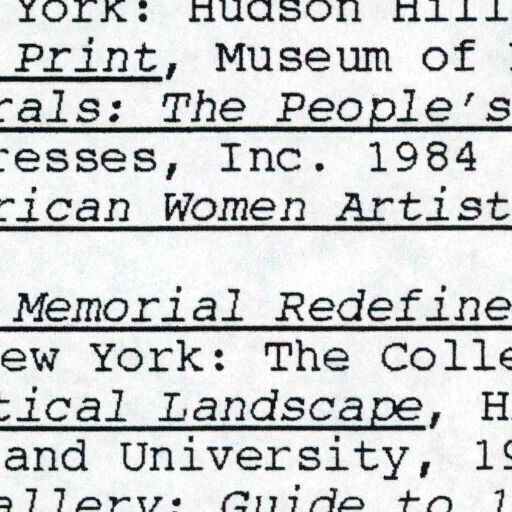 York: Hudson Hill
Print, Museum of
rals: The People's
resses, Inc. 1984
rican Women Artist
Memorial Redefine
ew York: The Colle
tical Landscape, H
and University, 19
allery: Guide to 1